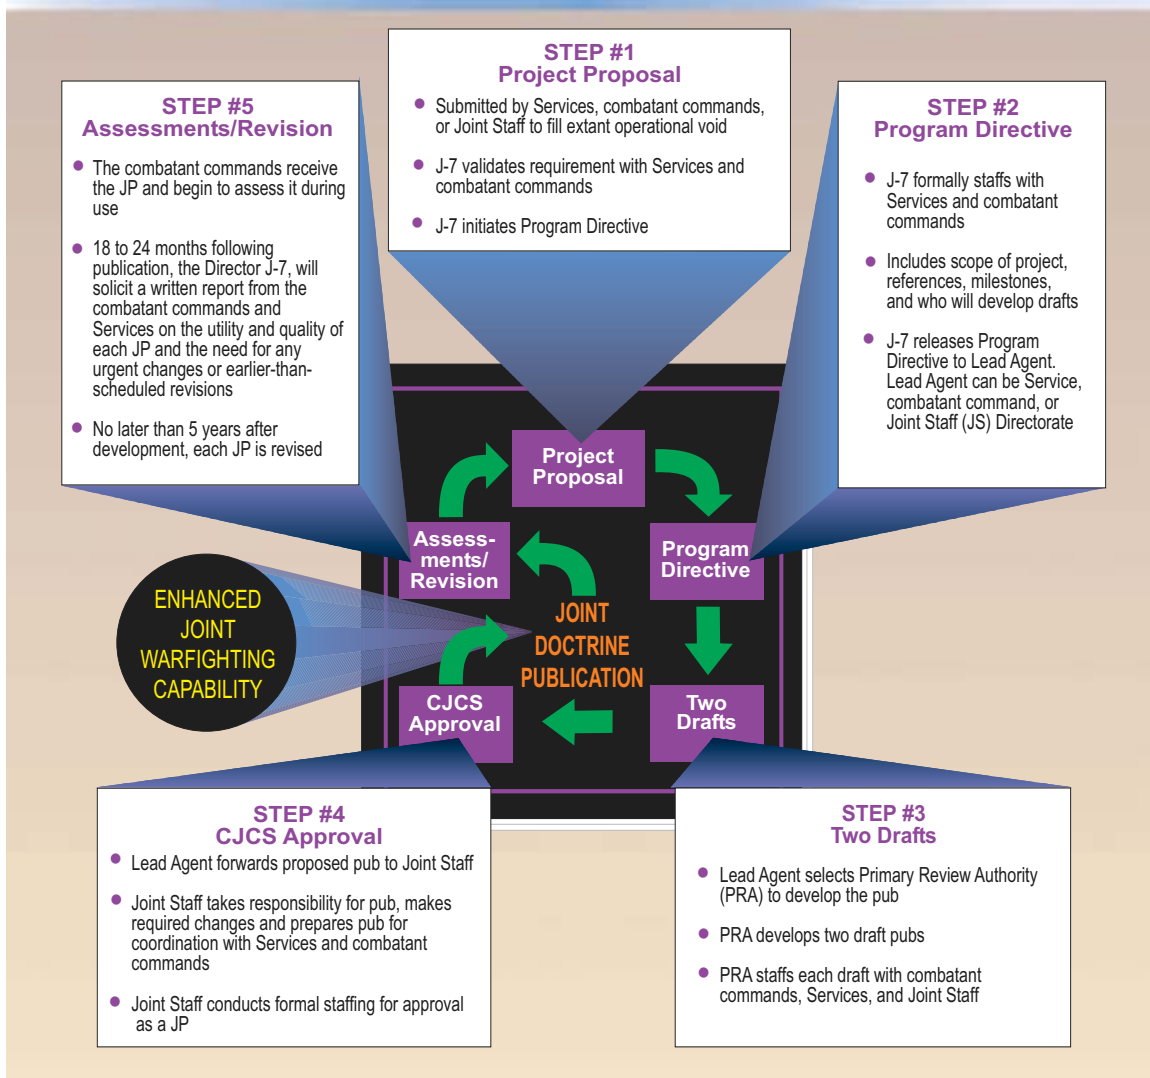 STEP #1
Project Proposal
• Submitted by Services, combatant commands,
or Joint Staff to fill extant operational void
• J-7 validates requirement with Services and
combatant commands
• J-7 initiates Program Directive
STEP #2
Program Directive
• J-7 formally staffs with
Services and combatant
commands
• Includes scope of project,
references, milestones,
and who will develop drafts
• J-7 releases Program
Directive to Lead Agent.
Lead Agent can be Service,
combatant command, or
Joint Staff (JS) Directorate
STEP #3
Two Drafts
• Lead Agent selects Primary Review Authority
(PRA) to develop the pub
• PRA develops two draft pubs
• PRA staffs each draft with combatant
commands, Services, and Joint Staff
STEP #4
CJCS Approval
• Lead Agent forwards proposed pub to Joint Staff
• Joint Staff takes responsibility for pub, makes
required changes and prepares pub for
coordination with Services and combatant
commands
• Joint Staff conducts formal staffing for approval
as a JP
STEP #5
Assessments/Revision
• The combatant commands receive
the JP and begin to assess it during
use
• 18 to 24 months following
publication, the Director J-7, will
solicit a written report from the
combatant commands and
Services on the utility and quality of
each JP and the need for any
urgent changes or earlier-than-
scheduled revisions
• No later than 5 years after
development, each JP is revised
Project
Proposal
Program
Directive
Two
Drafts
CJCS
Approval
Assess-
ments/
Revision
JOINT
DOCTRINE
PUBLICATION
ENHANCED
JOINT
WARFIGHTING
CAPABILITY